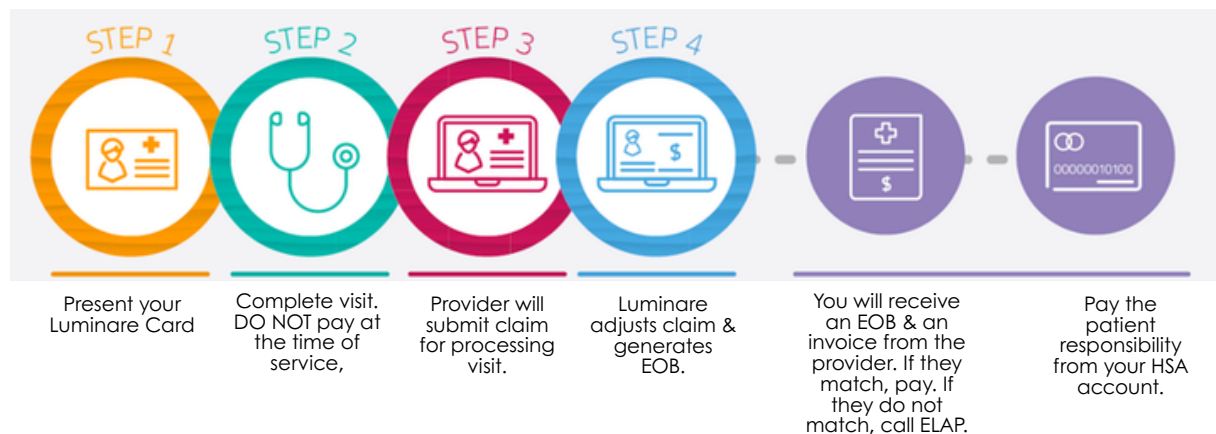 STEP 1
STEP 2
STEP 3
STEP 4
$
$
00000010100
Present your
Luminare Card
Complete visit.
DO NOT pay at
the time of
service,
Provider will
submit claim
for processing
visit.
Luminare
adjusts claim &
generates
EOB.
You will receive
an EOB & an
invoice from the
provider. If they
match, pay. If
they do not
match, call ELAP.
Pay the
patient
responsibility
from your HSA
account.